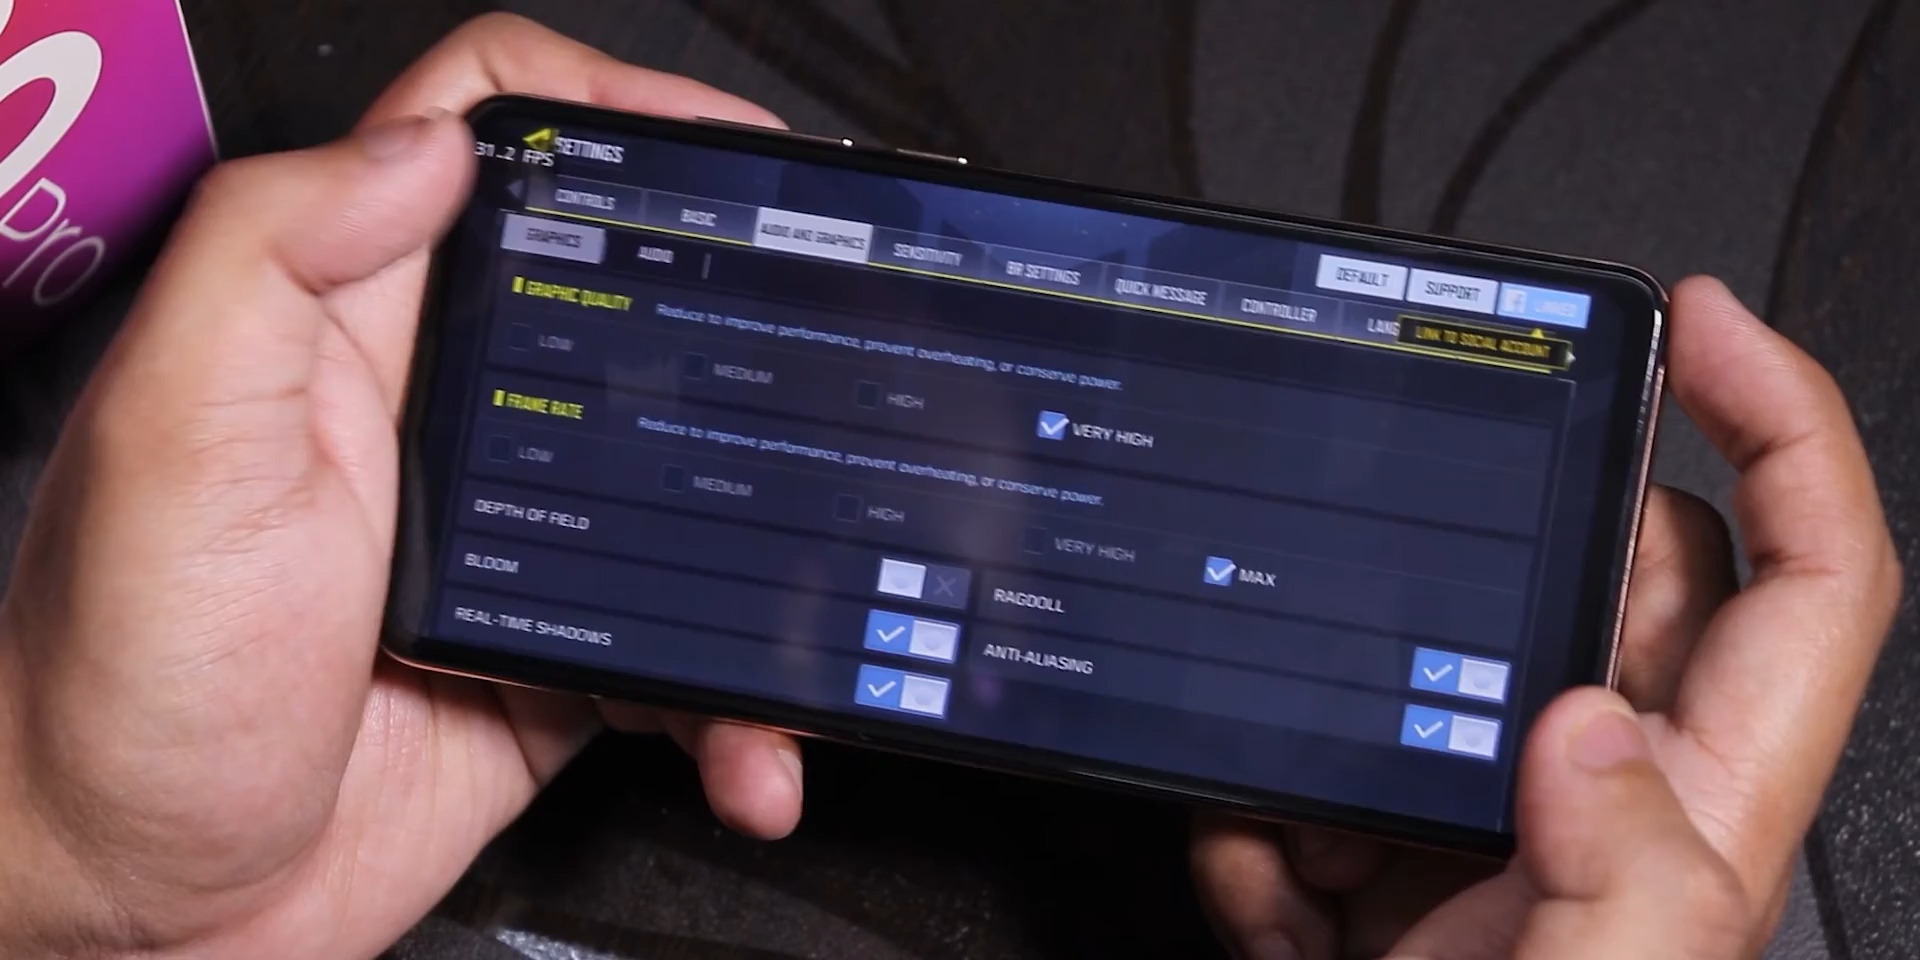 0
Pro
31.2 FPS
SETTINGS
CONTROLS BASIC AUDIO AND GRAPHICS SENSITIVITY BR SETTINGS QUICK MESSAGE CONTROLLER LANG
DEFAULT SUPPORT LINKED
LINK TO SOCIAL ACCOUNT
GRAPHICS AUDIO
GRAPHIC QUALITY Reduce to improve performance, prevent overheating, or conserve power.
LOW MEDIUM HIGH VERY HIGH
FRAME RATE Reduce to improve performance, prevent overheating, or conserve power.
LOW MEDIUM HIGH VERY HIGH MAX
DEPTH OF FIELD RAGDOLL
BLOOM ANTI-ALIASING
REAL-TIME SHADOWS